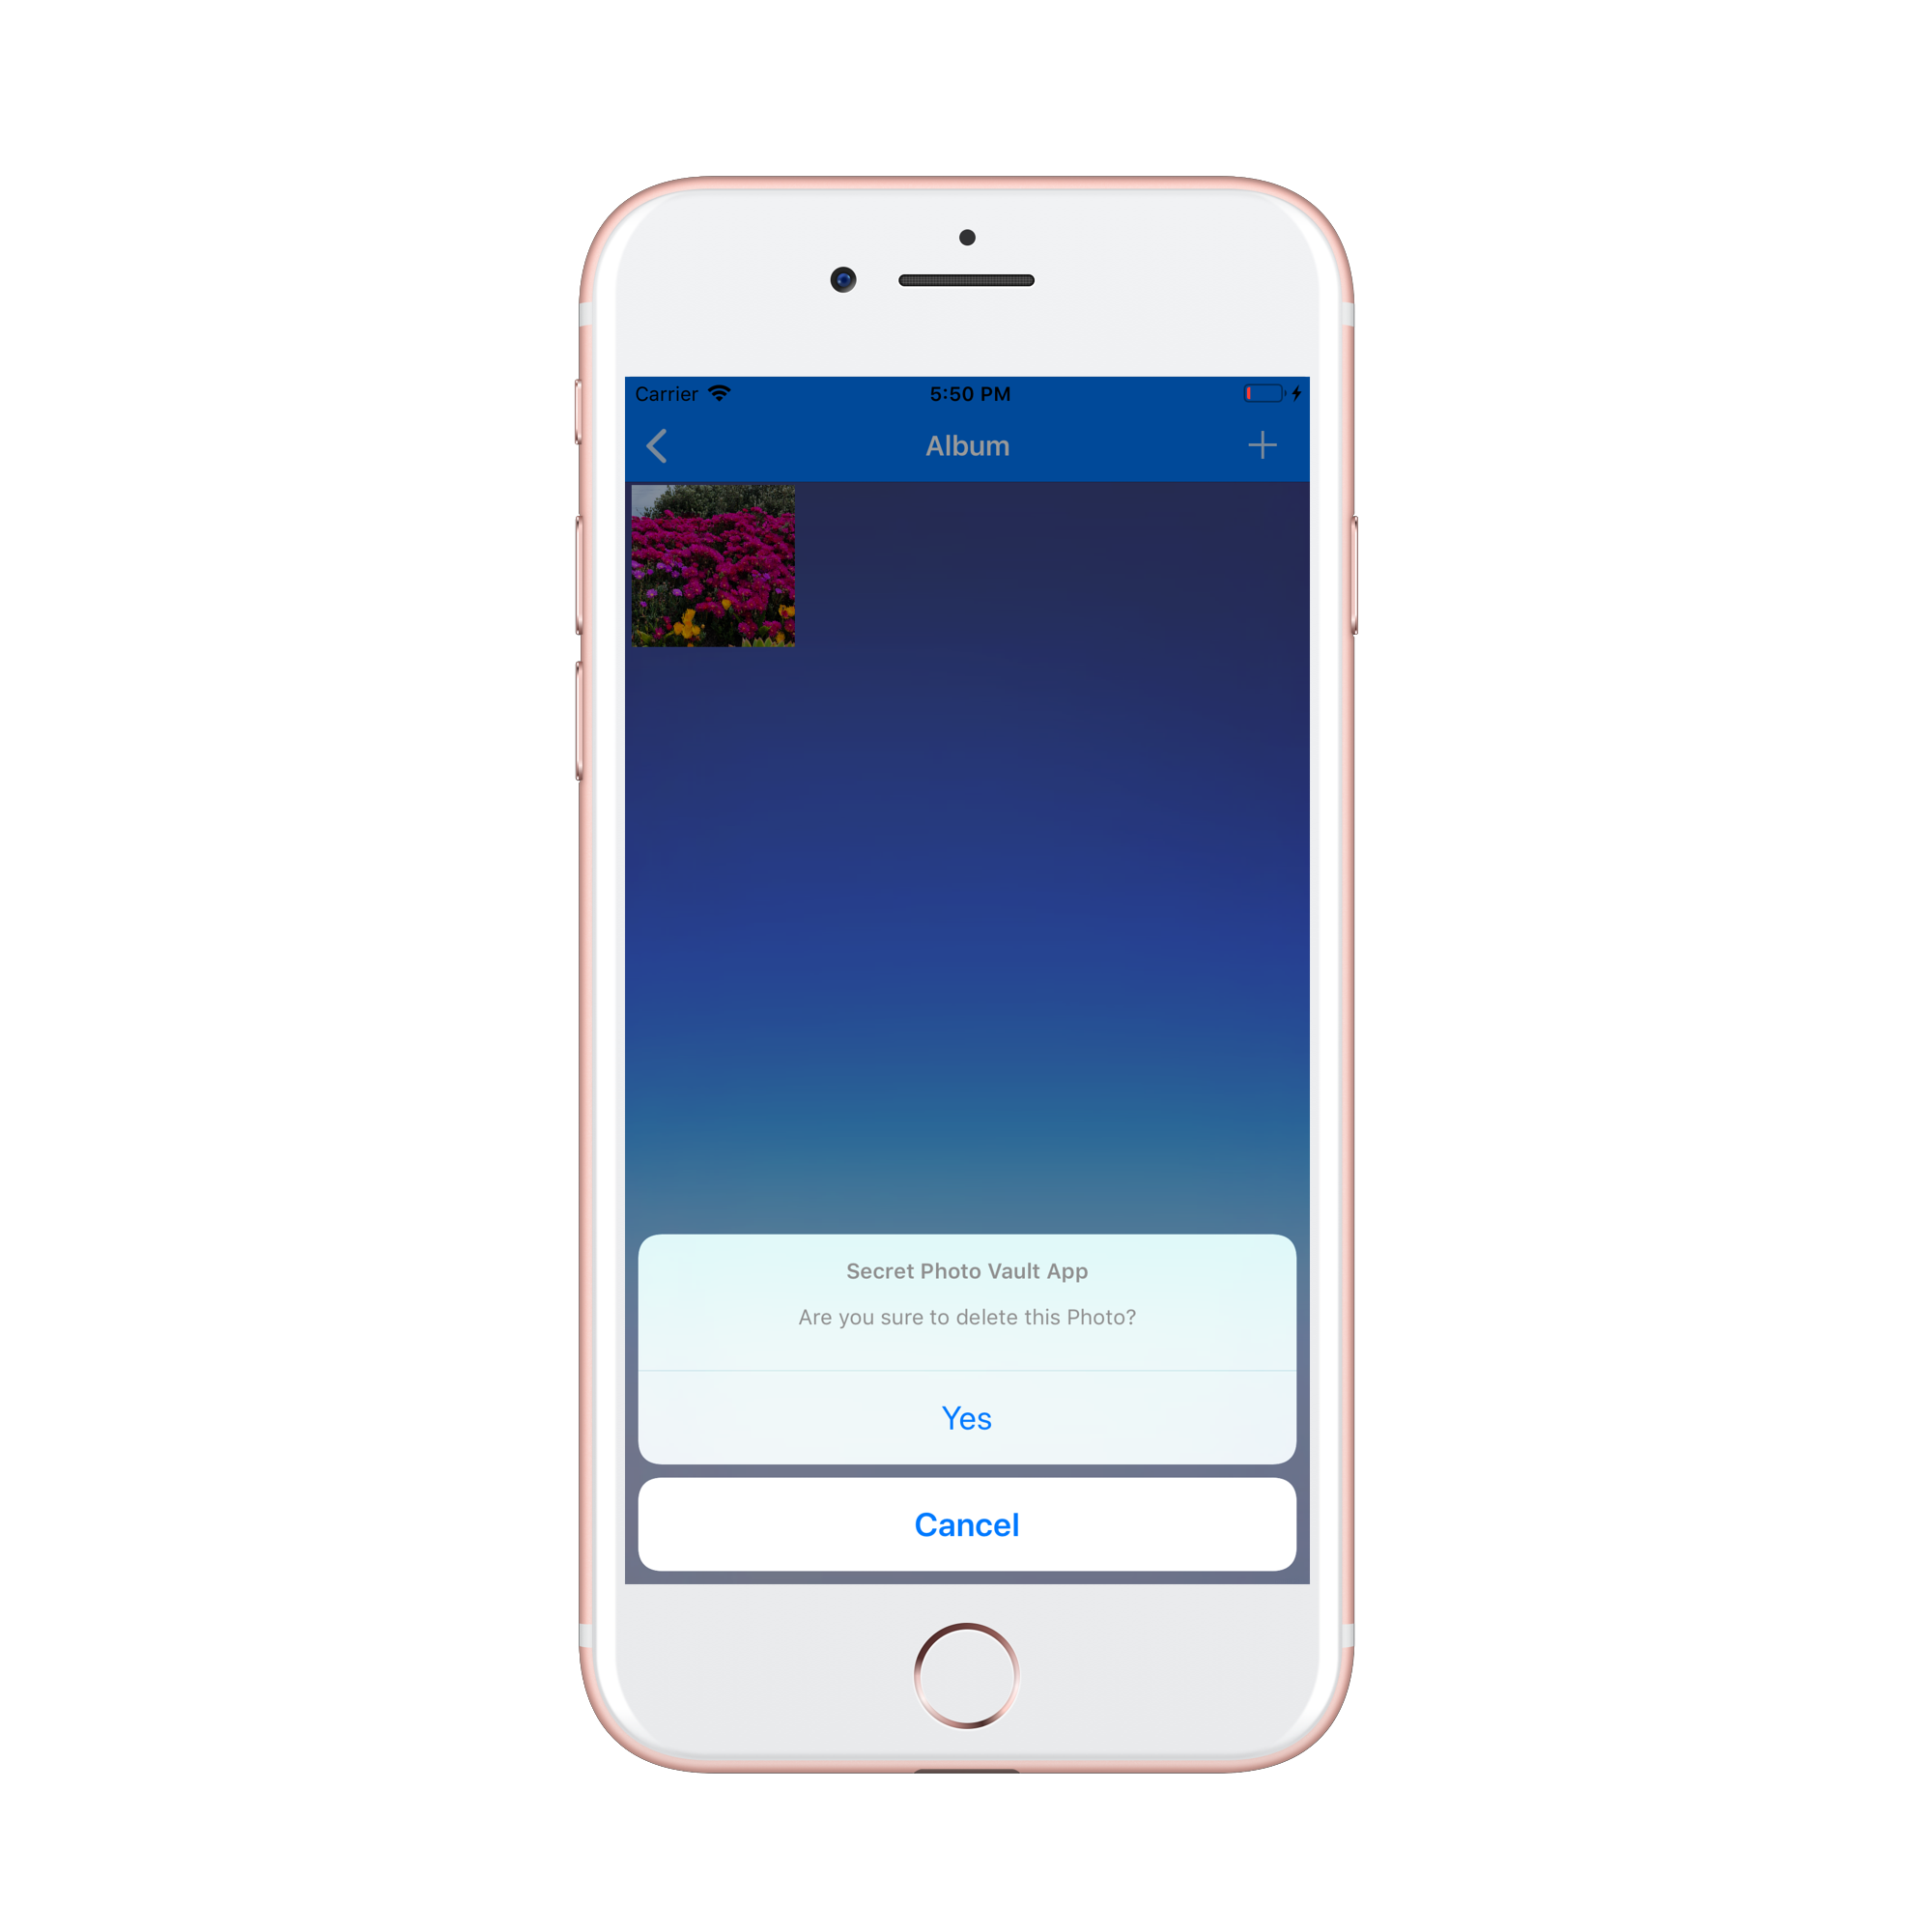 Carrier 5:50 PM
Album
Secret Photo Vault App
Are you sure to delete this Photo?
Yes
Cancel